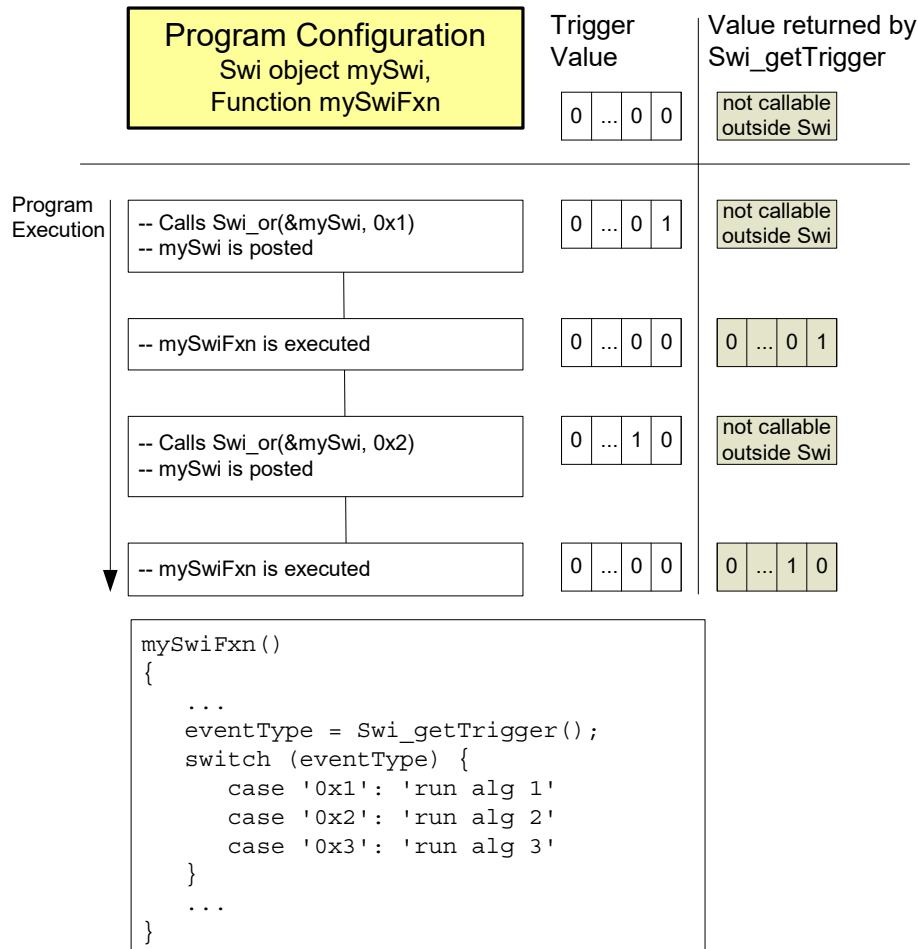 Program Configuration
Swi object mySwi,
Function mySwiFxn
Trigger
Value
Value returned by
Swi_getTrigger
0 ... 0 0
not callable
outside Swi
Program
Execution
-- Calls Swi_or(&mySwi, 0x1)
-- mySwi is posted
0 ... 0 1
not callable
outside Swi
-- mySwiFxn is executed
0 ... 0 0
0 ... 0 1
-- Calls Swi_or(&mySwi, 0x2)
-- mySwi is posted
0 ... 1 0
not callable
outside Swi
-- mySwiFxn is executed
0 ... 0 0
0 ... 1 0
mySwiFxn()
{
...
eventType = Swi_getTrigger();
switch (eventType) {
case '0x1': 'run alg 1'
case '0x2': 'run alg 2'
case '0x3': 'run alg 3'
}
...
}